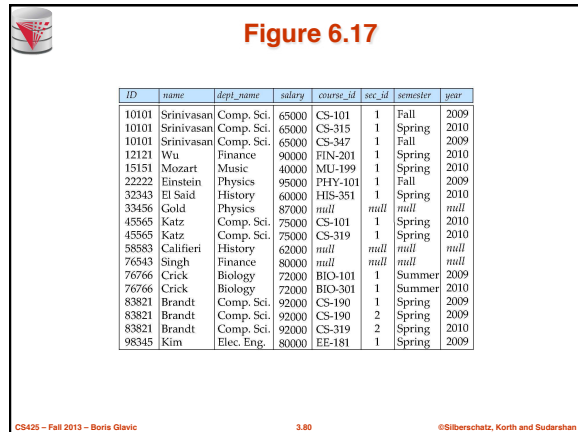 Figure 6.17
ID name dept_name salary course_id sec_id semester year
10101 Srinivasan Comp. Sci. 65000 CS-101 1 Fall 2009
10101 Srinivasan Comp. Sci. 65000 CS-315 1 Spring 2010
10101 Srinivasan Comp. Sci. 65000 CS-347 1 Fall 2009
12121 Wu Finance 90000 FIN-201 1 Spring 2010
15151 Mozart Music 40000 MU-199 1 Spring 2010
22222 Einstein Physics 95000 PHY-101 1 Fall 2009
32343 El Said History 60000 HIS-351 1 Spring 2010
33456 Gold Physics 87000 null null null null
45565 Katz Comp. Sci. 75000 CS-101 1 Spring 2010
45565 Katz Comp. Sci. 75000 CS-319 1 Spring 2010
58583 Califieri History 62000 null null null null
76543 Singh Finance 80000 null null null null
76766 Crick Biology 72000 BIO-101 1 Summer 2009
76766 Crick Biology 72000 BIO-301 1 Summer 2010
83821 Brandt Comp. Sci. 92000 CS-190 1 Spring 2009
83821 Brandt Comp. Sci. 92000 CS-190 2 Spring 2009
83821 Brandt Comp. Sci. 92000 CS-319 2 Spring 2010
98345 Kim Elec. Eng. 80000 EE-181 1 Spring 2009
CS425 – Fall 2013 – Boris Glavic 3.80 ©Silberschatz, Korth and Sudarshan